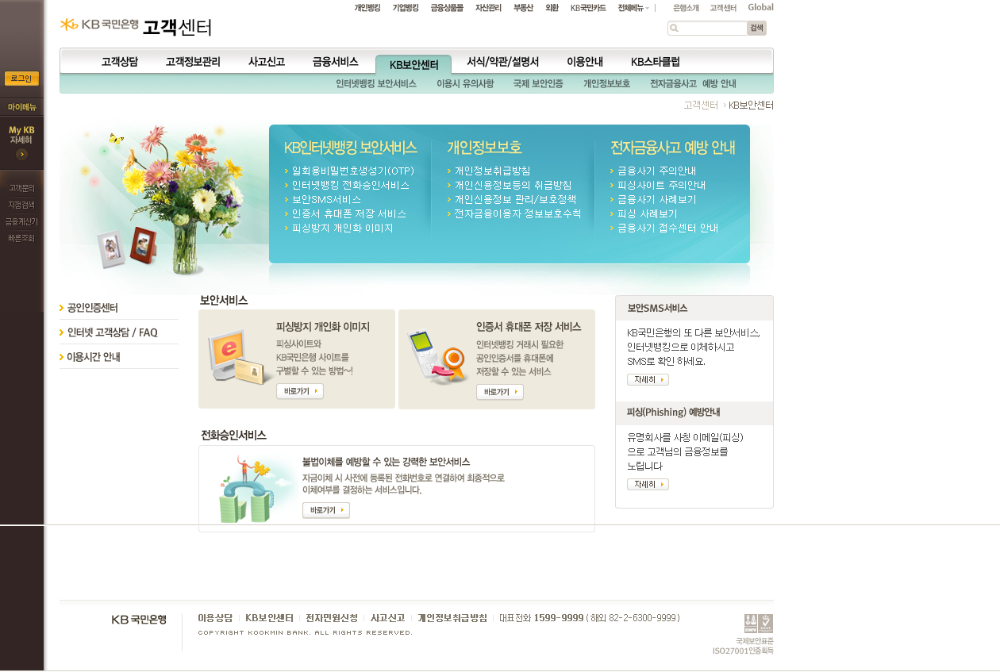 개인뱅킹 기업뱅킹 금융상품몰 자산관리 부동산 외환 KB국민카드 전체메뉴 은행소개 고객센터 Global
KB 국민은행 고객센터
검색
고객상담 고객정보관리 사고신고 금융서비스 KB보안센터 서식/약관/설명서 이용안내 KB스타클럽
인터넷뱅킹 보안서비스 이용시 유의사항 국제 보안인증 개인정보보호 전자금융사고 예방 안내
고객센터 > KB보안센터
로그인
마이메뉴
My KB
자세히
고객문의
지점검색
금융계산기
빠른조회
KB인터넷뱅킹 보안서비스
일회용비밀번호생성기(OTP)
인터넷뱅킹 전화승인서비스
보안SMS서비스
인증서 휴대폰 저장 서비스
피싱방지 개인화 이미지
개인정보보호
개인정보취급방침
개인신용정보등의 취급방침
개인신용정보 관리/보호정책
전자금융이용자 정보보호수칙
전자금융사고 예방 안내
금융사기 주의안내
피싱사이트 주의안내
금융사기 사례보기
피싱 사례보기
금융사기 접수센터 안내
공인인증센터
인터넷 고객상담 / FAQ
이용시간 안내
보안서비스
피싱방지 개인화 이미지
피싱사이트와
KB국민은행 사이트를
구별할 수 있는 방법~!
바로가기
인증서 휴대폰 저장 서비스
인터넷뱅킹 거래시 필요한
공인인증서를 휴대폰에
저장할 수 있는 서비스
바로가기
전화승인서비스
불법이체를 예방할 수 있는 강력한 보안서비스
자금이체 시 사전에 등록된 전화번호로 연결하여 최종적으로
이체여부를 결정하는 서비스입니다.
바로가기
보안SMS서비스
KB국민은행의 또 다른 보안서비스,
인터넷뱅킹으로 이체하시고
SMS로 확인 하세요.
자세히
피싱(Phishing) 예방안내
유명회사를 사칭 이메일(피싱)
으로 고객님의 금융정보를
노립니다
자세히
KB 국민은행
이용상담 KB보안센터 전자민원신청 사고신고 개인정보취급방침 대표전화 1599-9999 ( 해외 82-2-6300-9999 )
COPYRIGHT KOOKMIN BANK. ALL RIGHTS RESERVED.
국제보안표준
ISO27001인증획득